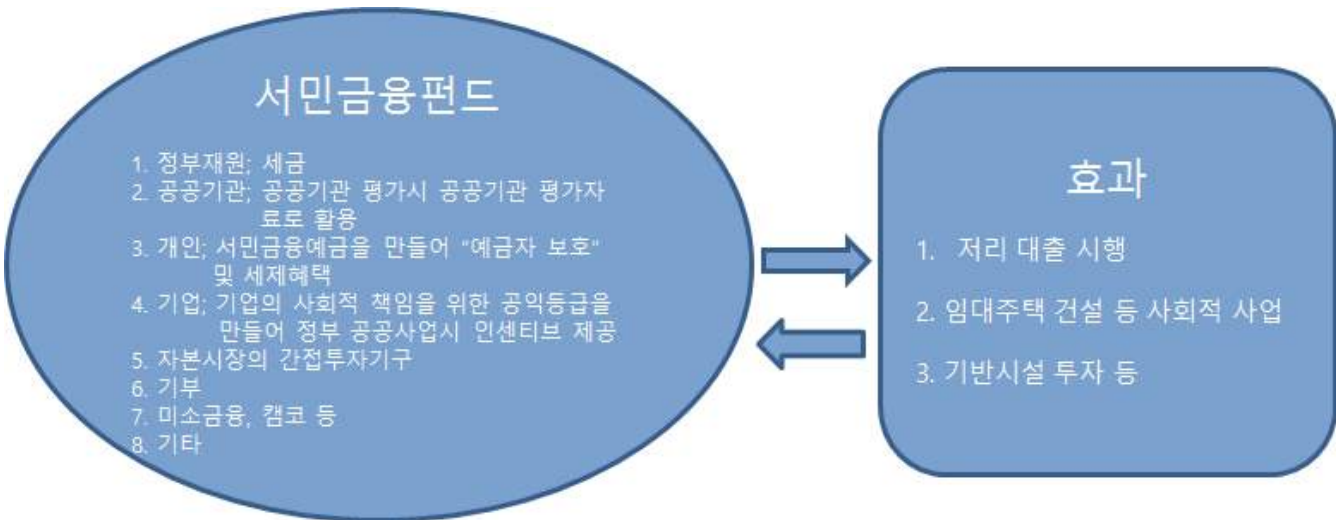 서민금융펀드
1. 정부재원; 세금
2. 공공기관; 공공기관 평가시 공공기관 평가자
료로 활용
3. 개인; 서민금융예금을 만들어 “예금자 보호”
및 세제혜택
4. 기업; 기업의 사회적 책임을 위한 공익등급을
만들어 정부 공공사업시 인센티브 제공
5. 자본시장의 간접투자기구
6. 기부
7. 미소금융, 캠코 등
8. 기타
효과
1. 저리 대출 시행
2. 임대주택 건설 등 사회적 사업
3. 기반시설 투자 등